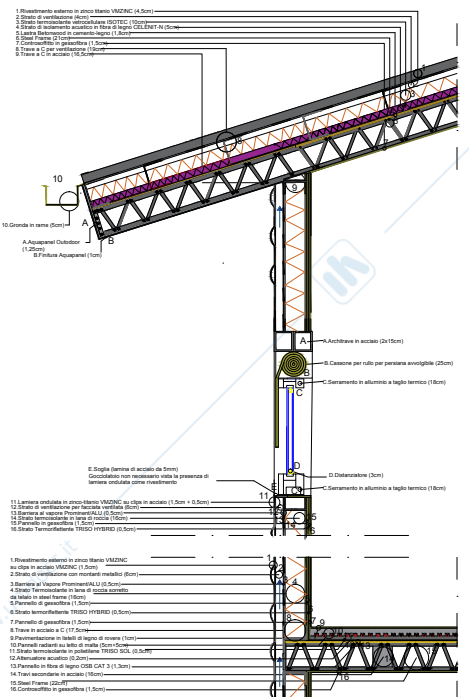 1.Rivestimento esterno in zinco titanio VMZINC (4,5cm)
2.Strato di ventilazione (4cm)
3.Strato termoisolante vetrocellulare ISOTEC (10cm)
4.Strato di isolamento acustico in fibra di legno CELENIT-N (5cm)
5.Lastra Betonwood in cemento-legno (1,8cm)
6.Steel Frame (21cm)
7.Controsoffitto in gessofibra (1,5cm)
8.Trave a C per ventilazione (19cm)
9.Trave a C in acciaio (16,5cm)
10
10.Gronda in rame (5cm)
A
B
A.Aquapanel Outodoor
(1,25cm)
B.Finitura Aquapanel (1cm)
9
A
A.Architrave in acciaio (2x15cm)
B.Cassone per rullo per persiana avvolgibile (25cm)
B
C.Serramento in alluminio a taglio termico (18cm)
C
E.Soglia (lamina di acciaio da 5mm)
Gocciolatoio non necessario vista la presenza di
lamiera ondulata come rivestimento
D
D.Distanziatore (3cm)
E
C.Serramento in alluminio a taglio termico (18cm)
11
11.Lamiera ondulata in zinco-titanio VMZINC su clips in acciaio (1,5cm + 0,5cm)
12.Strato di ventilazione per facciata ventilata (6cm)
13.Barriera al vapore Prominent/ALU (0,5cm)
14.Strato termoisolante in lana di roccia (16cm)
15.Pannello in gessofibra (1,5cm)
16.Strato Termoriflettente TRISO HYBRID (0,5cm)
1.Rivestimento esterno in zinco titanio VMZINC
su clips in acciaio VMZINC (1,5cm)
2.Strato di ventilazione con montanti metallici (6cm)
3.Barriera al Vapore Prominent/ALU (0,5cm)
4.Strato Termoisolante in lana di roccia sorretto
da telaio in steel frame (16cm)
5.Pannello di gessofibra (1,5cm)
6.Strato termoriflettente TRISO HYBRID (0,5cm)
7.Pannello di gessofibra (1,5cm)
8.Trave in acciaio a C (17,5cm)
9.Pavimentazione in listelli di legno di rovere (1cm)
10.Pannelli radianti su letto di malta (5cm+5cm)
11.Strato termoisolante in polietilene TRISO SOL (0,5cm)
12.Attenuatore acustico (0,2cm)
13.Pannello in fibra di legno OSB CAT 3 (1,3cm)
14.Travi secondarie in acciaio (16cm)
15.Steel Frame (22cm)
16.Controsoffitto in gessofibra (1,5cm)